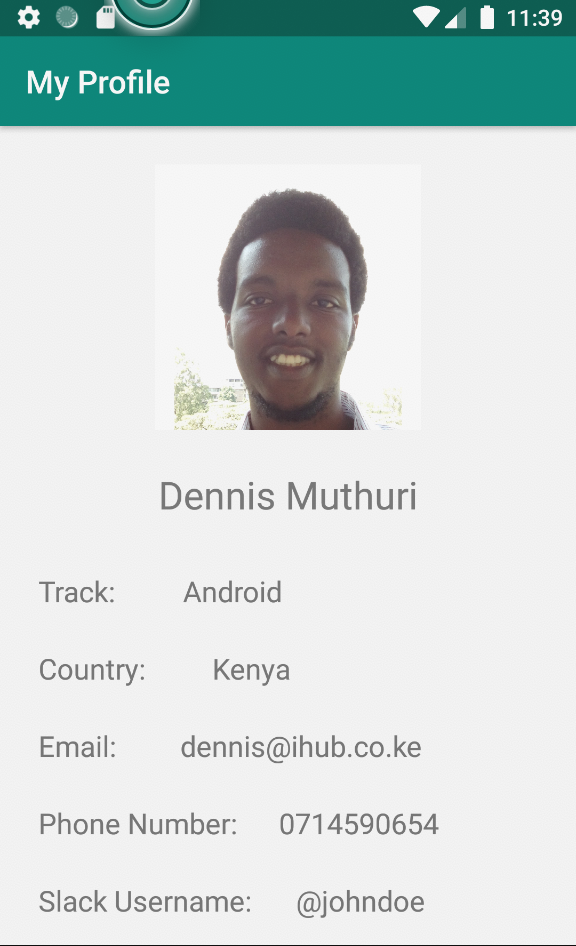 11:39
My Profile
Dennis Muthuri
Track: Android
Country: Kenya
Email: dennis@ihub.co.ke
Phone Number: 0714590654
Slack Username: @johndoe